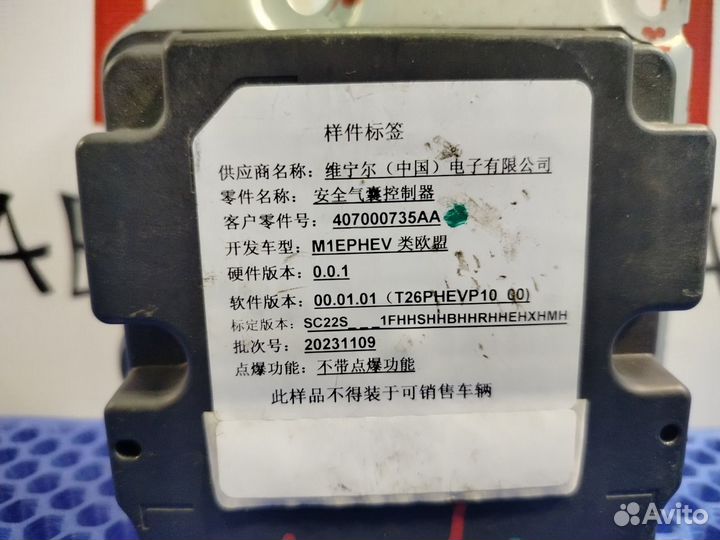 样件标签
供应商名称: 维宁尔（中国）电子有限公司
零件名称: 安全气囊控制器
客户零件号: 407000735AA
开发车型: M1EPHEV 类欧盟
硬件版本: 0.0.1
软件版本: 00.01.01（T26PHEVP10_00）
标定版本: SC22S_ _ _1FHHSHHBHHRHHEHXHMH
批次号: 20231109
点爆功能: 不带点爆功能
此样品不得装于可销售车辆
Avito